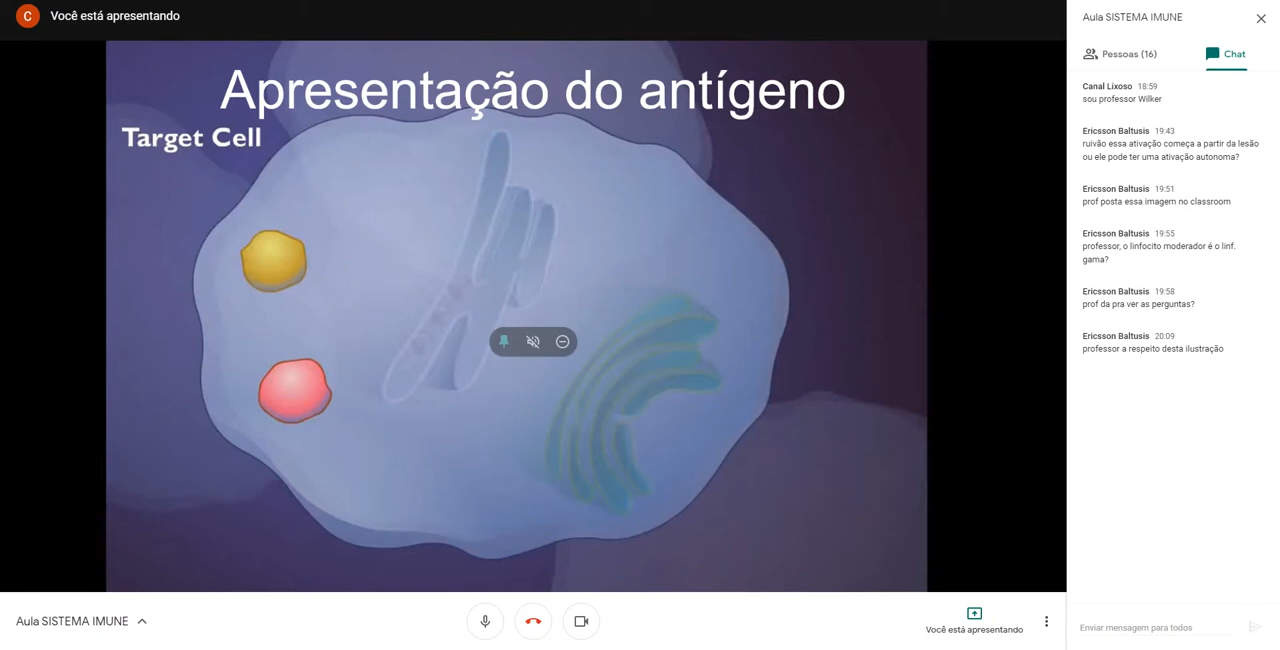 C
Você está apresentando
Apresentação do antígeno
Target Cell
Aula SISTEMA IMUNE
Pessoas (16)
Chat
Canal Lixoso 18:59
sou professor Wilker
Ericsson Baltusis 19:43
ruivão essa ativação começa a partir da lesão
ou ele pode ter uma ativação autonoma?
Ericsson Baltusis 19:51
prof posta essa imagem no classroom
Ericsson Baltusis 19:55
professor, o linfocito moderador é o linf.
gama?
Ericsson Baltusis 19:58
prof da pra ver as perguntas?
Ericsson Baltusis 20:09
professor a respeito desta ilustração
Enviar mensagem para todos
Aula SISTEMA IMUNE
Você está apresentando